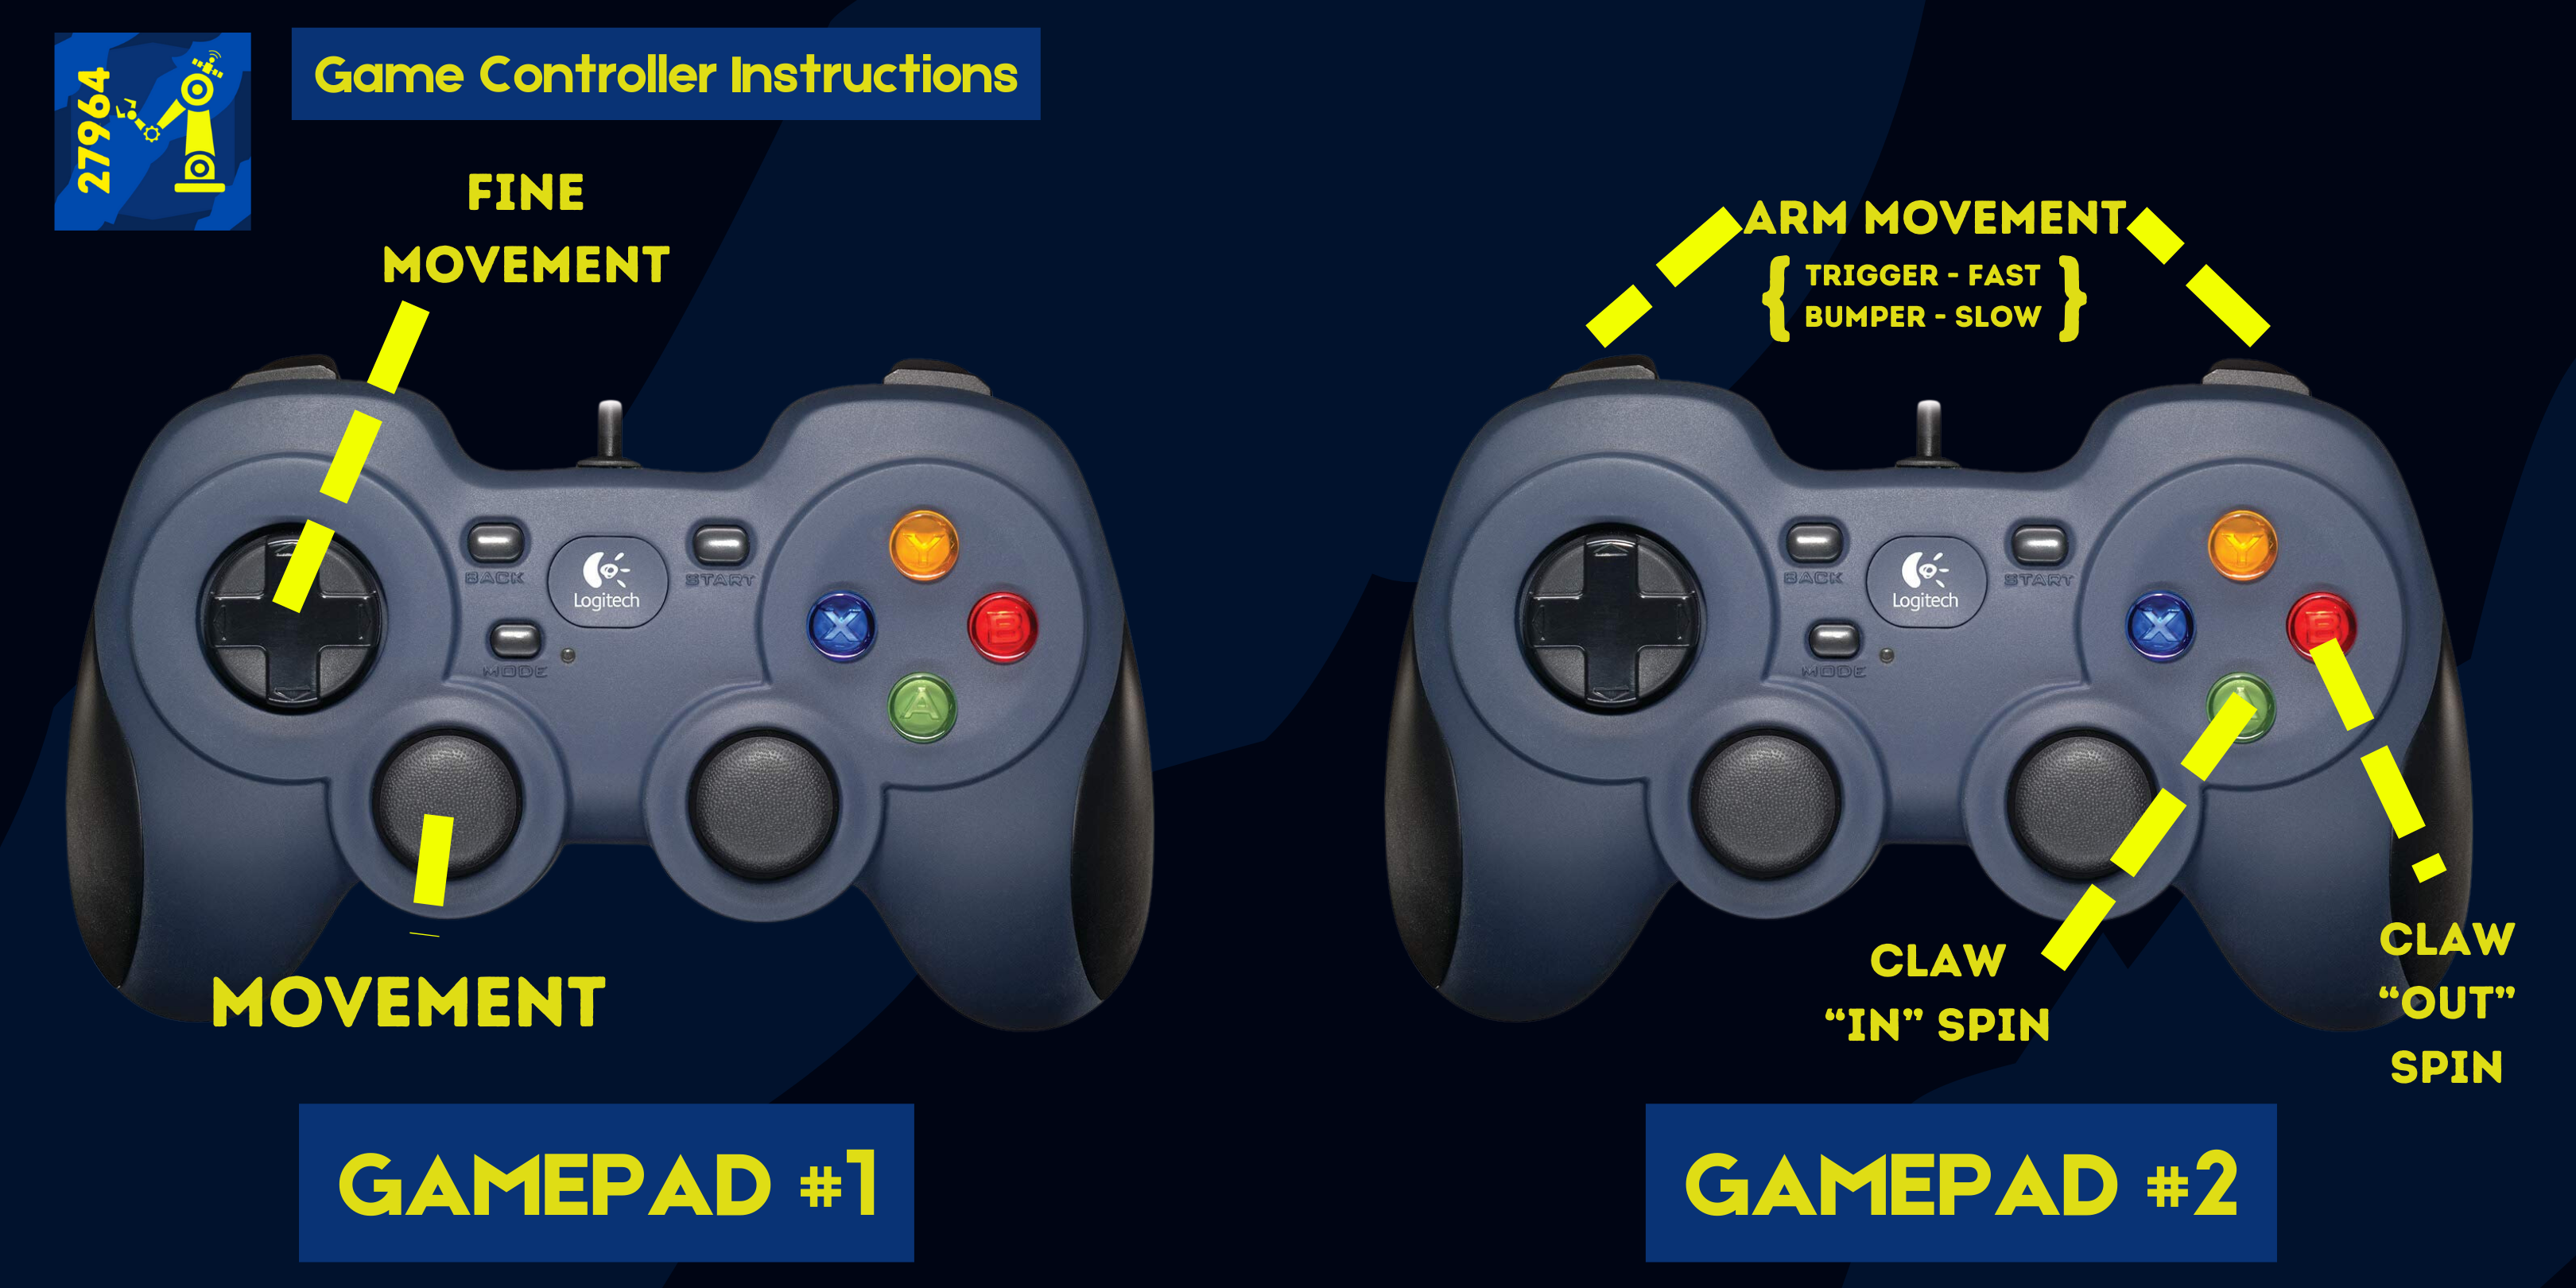 27964
Game Controller Instructions
FINE
MOVEMENT
BACK
Logitech
START
MODE
Y
X
B
A
MOVEMENT
GAMEPAD #1
ARM MOVEMENT
{ TRIGGER - FAST }
BUMPER - SLOW
BACK
Logitech
START
MODE
Y
X
B
A
CLAW
“IN” SPIN
CLAW
“OUT”
SPIN
GAMEPAD #2